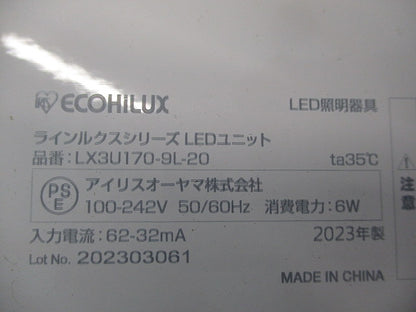 ECOHiLUX LED照明器具
ラインルクスシリーズ LEDユニット
品番：LX3U170-9L-20 ta35℃
PS E アイリスオーヤマ株式会社
100-242V 50/60Hz 消費電力：6W
入力電流：62-32mA 2023年製
Lot No. 202303061
MADE IN CHINA
注意